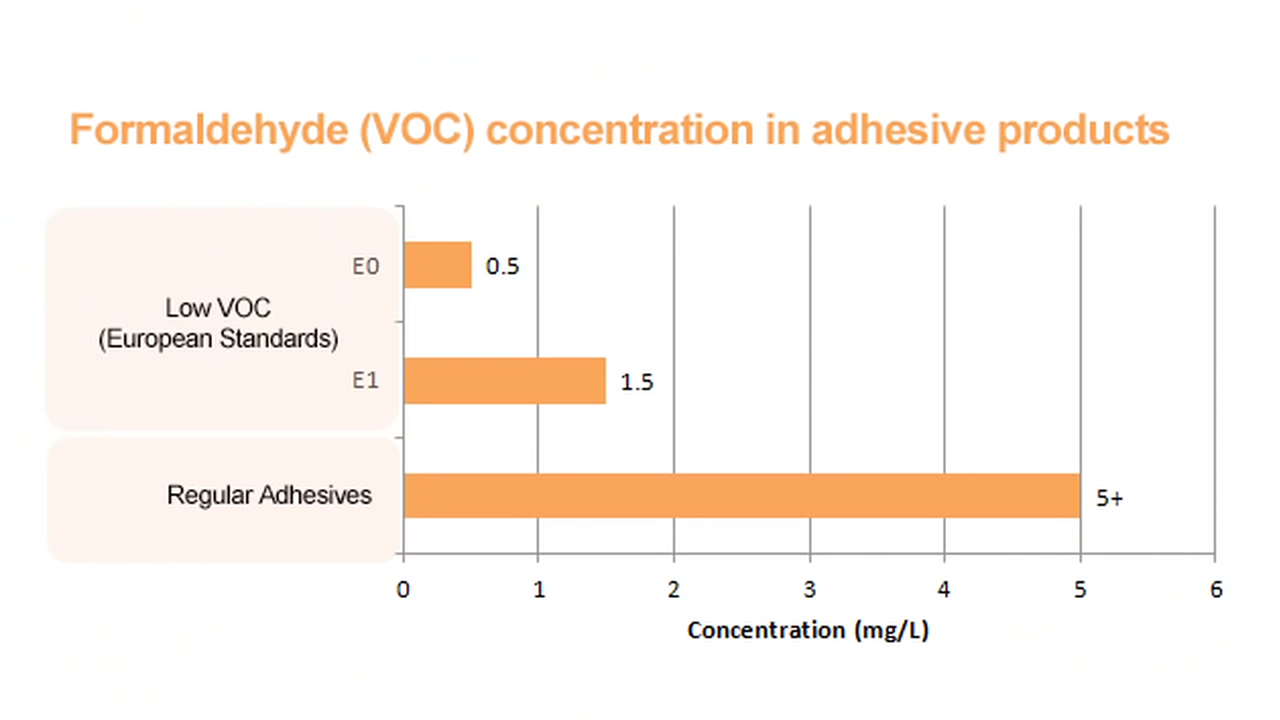 Formaldehyde (VOC) concentration in adhesive products
E0
0.5
Low VOC
(European Standards)
E1
1.5
Regular Adhesives
5+
0 1 2 3 4 5 6
Concentration (mg/L)